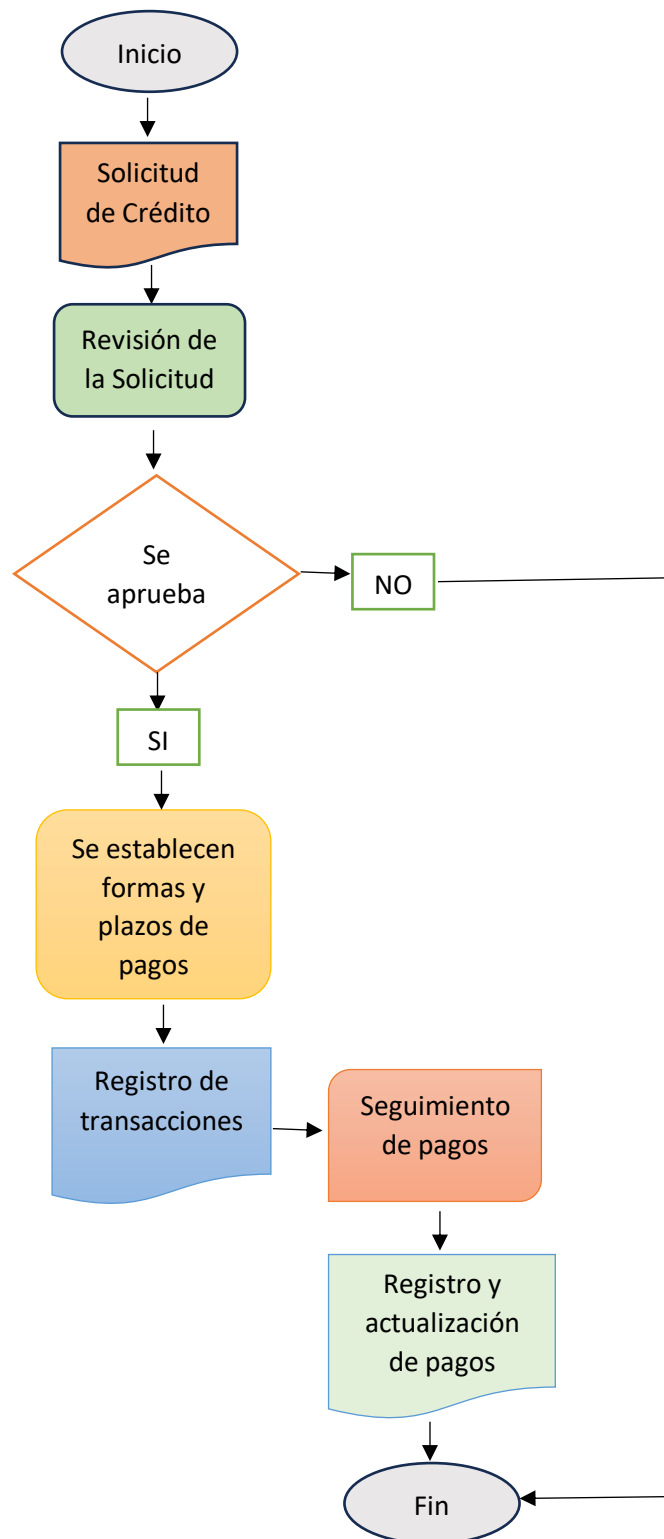 Inicio
Solicitud
de Crédito
Revisión de
la Solicitud
Se
aprueba
NO
SI
Se establecen
formas y
plazos de
pagos
Registro de
transacciones
Seguimiento
de pagos
Registro y
actualización
de pagos
Fin